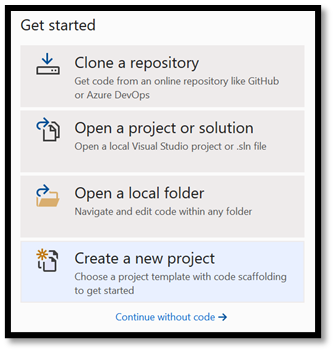 Get started
Clone a repository
Get code from an online repository like GitHub
or Azure DevOps
Open a project or solution
Open a local Visual Studio project or .sln file
Open a local folder
Navigate and edit code within any folder
Create a new project
Choose a project template with code scaffolding
to get started
Continue without code →